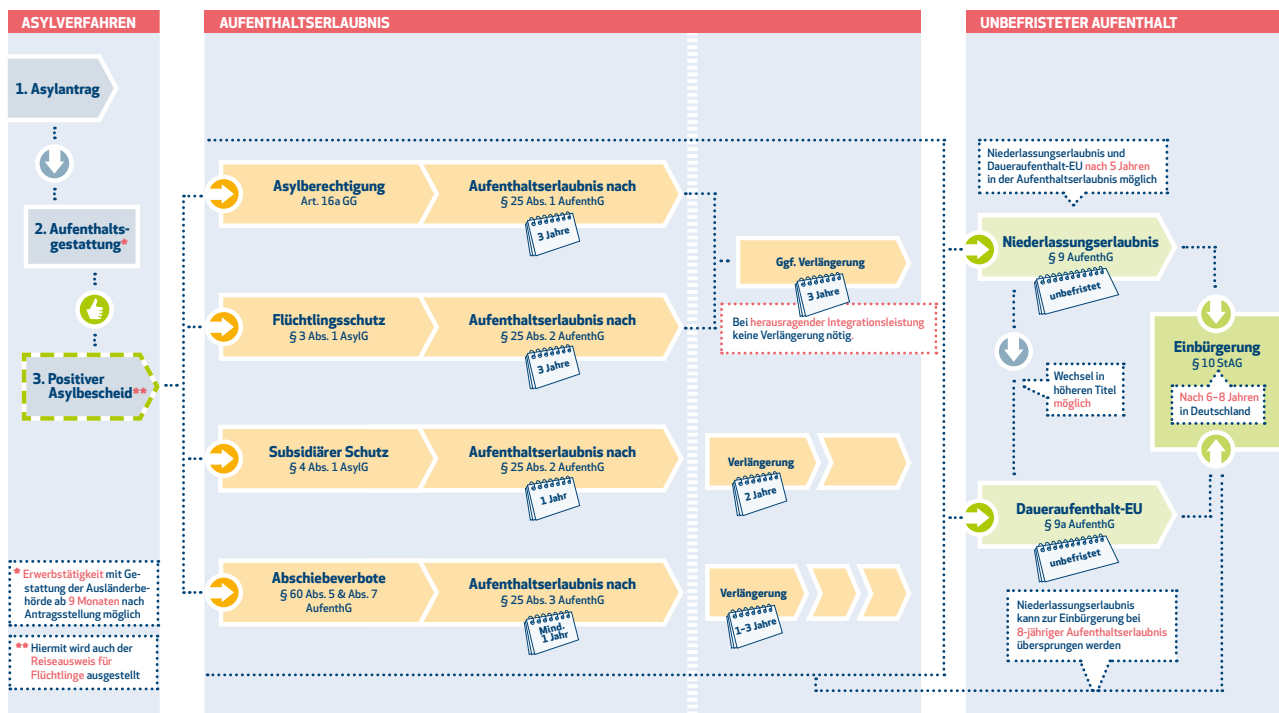 ASYLVERFAHREN
1. Asylantrag
2. Aufenthalts-
gestattung*
3. Positiver
Asylbescheid**
* Erwerbstätigkeit mit Ge-
stattung der Ausländerbe-
hörde ab 9 Monaten nach
Antragsstellung möglich
** Hiermit wird auch der
Reiseausweis für
Flüchtlinge ausgestellt
AUFENTHALTSERLAUBNIS
Asylberechtigung
Art. 16a GG
Aufenthaltserlaubnis nach
§ 25 Abs. 1 AufenthG
3 Jahre
Flüchtlingsschutz
§ 3 Abs. 1 AsylG
Aufenthaltserlaubnis nach
§ 25 Abs. 2 AufenthG
3 Jahre
Ggf. Verlängerung
3 Jahre
Bei herausragender Integrationsleistung
keine Verlängerung nötig.
Subsidiärer Schutz
§ 4 Abs. 1 AsylG
Aufenthaltserlaubnis nach
§ 25 Abs. 2 AufenthG
1 Jahr
Verlängerung
2 Jahre
Abschiebeverbote
§ 60 Abs. 5 & Abs. 7
AufenthG
Aufenthaltserlaubnis nach
§ 25 Abs. 3 AufenthG
Mind.
1 Jahr
Verlängerung
1–3 Jahre
UNBEFRISTETER AUFENTHALT
Niederlassungserlaubnis und
Daueraufenthalt-EU nach 5 Jahren
in der Aufenthaltserlaubnis möglich
Niederlassungserlaubnis
§ 9 AufenthG
unbefristet
Wechsel in
höheren Titel
möglich
Einbürgerung
§ 10 StAG
Nach 6–8 Jahren
in Deutschland
Daueraufenthalt-EU
§ 9a AufenthG
unbefristet
Niederlassungserlaubnis
kann zur Einbürgerung bei
8-jähriger Aufenthaltserlaubnis
übersprungen werden